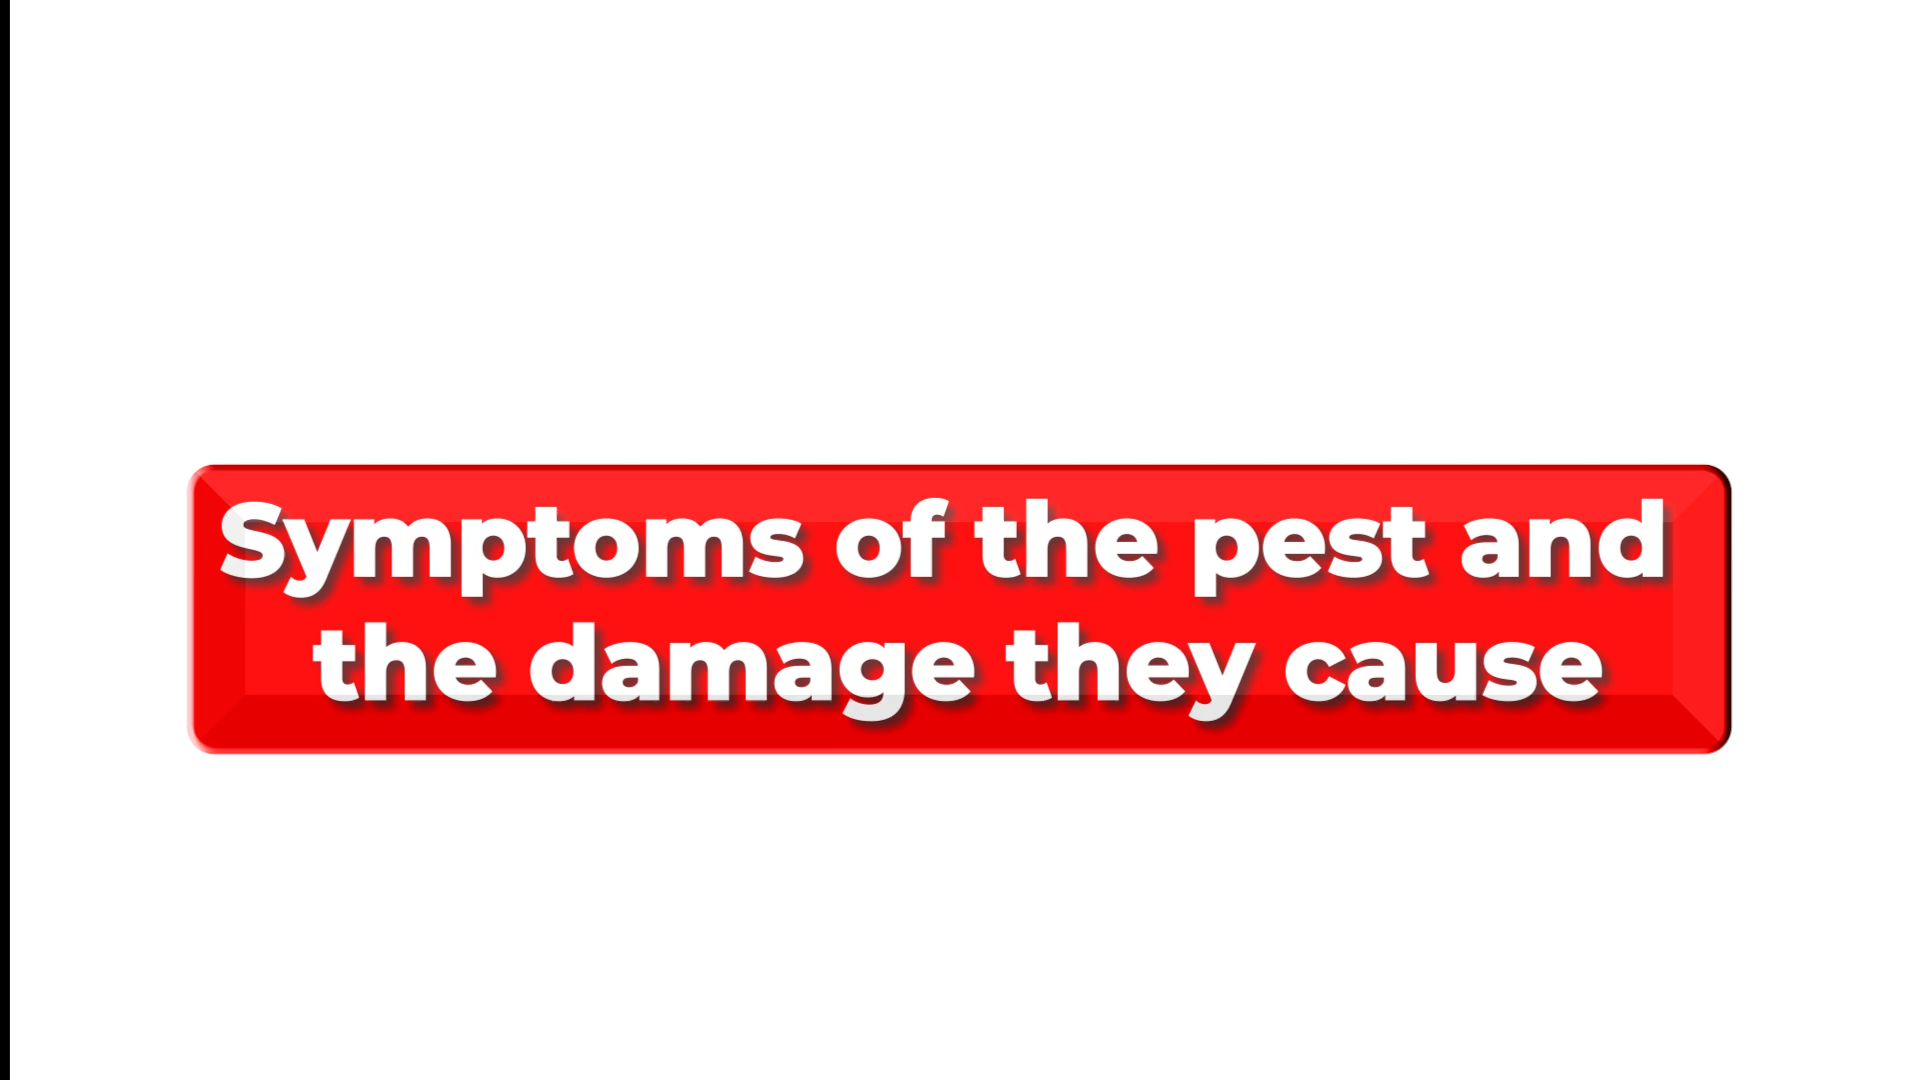 Symptoms of the pest and
the damage they cause